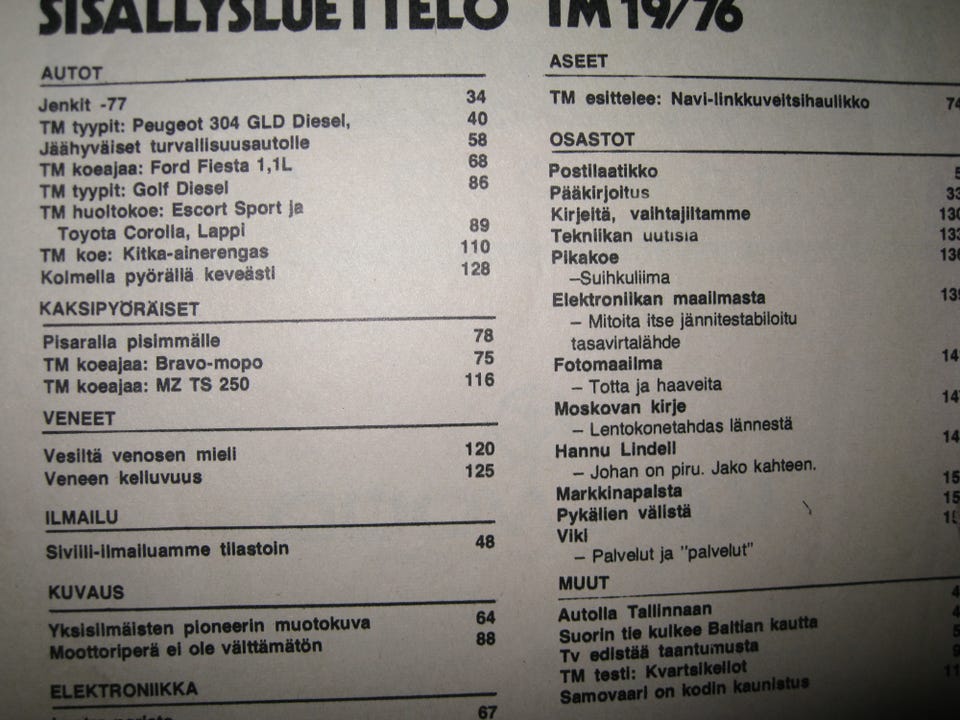 SISÄLLYSLUETTELO TM 19/76
AUTOT
Jenkit -77 34
TM tyypit: Peugeot 304 GLD Diesel, 40
Jäähyväiset turvallisuusautolle 58
TM koeajaa: Ford Fiesta 1,1L 68
TM tyypit: Golf Diesel 86
TM huoltokoe: Escort Sport ja
Toyota Corolla, Lappi 89
TM koe: Kitka-ainerengas 110
Kolmella pyörällä keveästi 128
KAKSIPYÖRÄISET
Pisaralla pisimmälle 78
TM koeajaa: Bravo-mopo 75
TM koeajaa: MZ TS 250 116
VENEET
Vesiltä venosen mieli 120
Veneen kelluvuus 125
ILMAILU
Siviili-ilmailuamme tilastoin 48
KUVAUS
Yksisilmäisten pioneerin muotokuva 64
Moottoriperä ei ole välttämätön 88
ELEKTRONIIKKA
67
ASEET
TM esittelee: Navi-linkkuveitsihaulikko 74
OSASTOT
Postilaatikko
Pääkirjoitus 33
Kirjeitä, vaihtajiltamme 130
Tekniikan uutisia 133
Pikakoe 136
–Suihkuliima
Elektroniikan maailmasta 139
– Mitoita itse jännitestabiloitu
tasavirtalähde
Fotomaailma
– Totta ja haaveita
Moskovan kirje
– Lentokonetahdas lännestä
Hannu Lindell
– Johan on piru. Jako kahteen.
Markkinapalsta
Pykälien välistä
Viki
– Palvelut ja "palvelut"
MUUT
Autolla Tallinnaan
Suorin tie kulkee Baltian kautta
Tv edistää taantumusta
TM testi: Kvartsikellot
Samovaari on kodin kaunistus